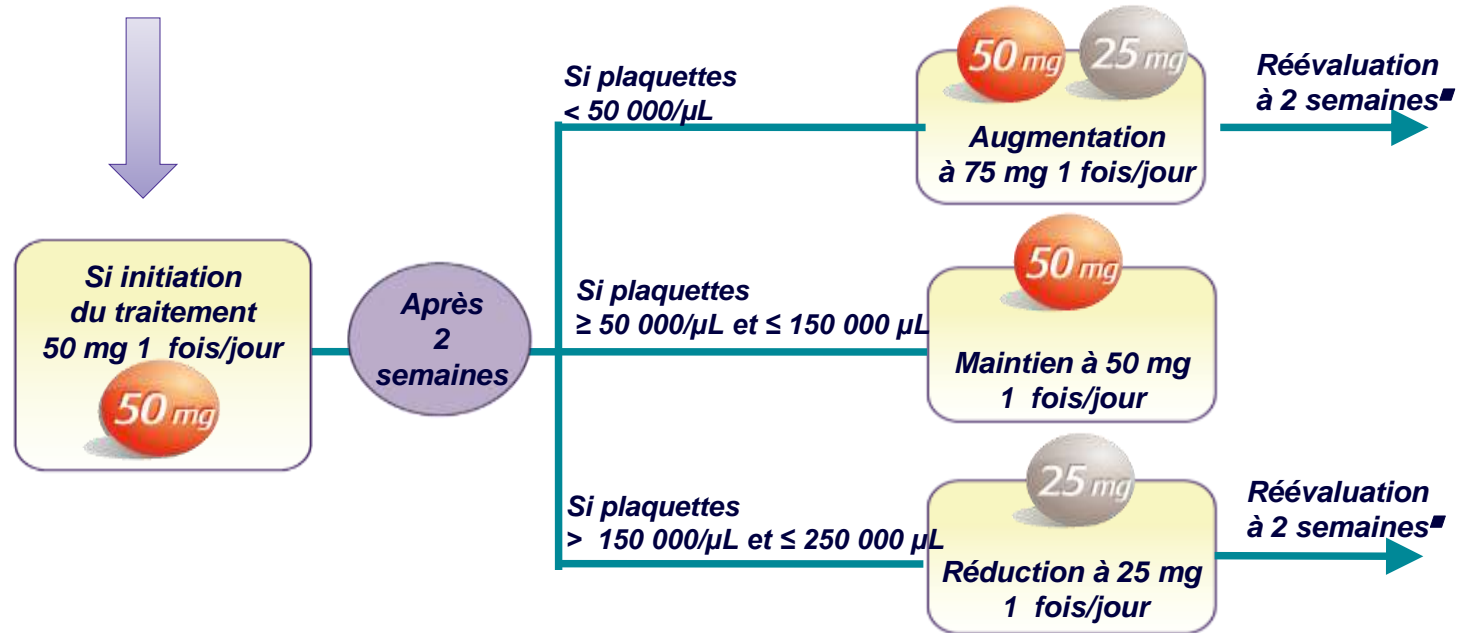 50 mg
25 mg
Si plaquettes
< 50 000/µL
Augmentation
à 75 mg 1 fois/jour
Réévaluation
à 2 semaines■
Si initiation
du traitement
50 mg 1 fois/jour
50 mg
Après
2
semaines
Si plaquettes
≥ 50 000/µL et ≤ 150 000 µL
50 mg
Maintien à 50 mg
1 fois/jour
Si plaquettes
> 150 000/µL et ≤ 250 000 µL
25 mg
Réduction à 25 mg
1 fois/jour
Réévaluation
à 2 semaines■